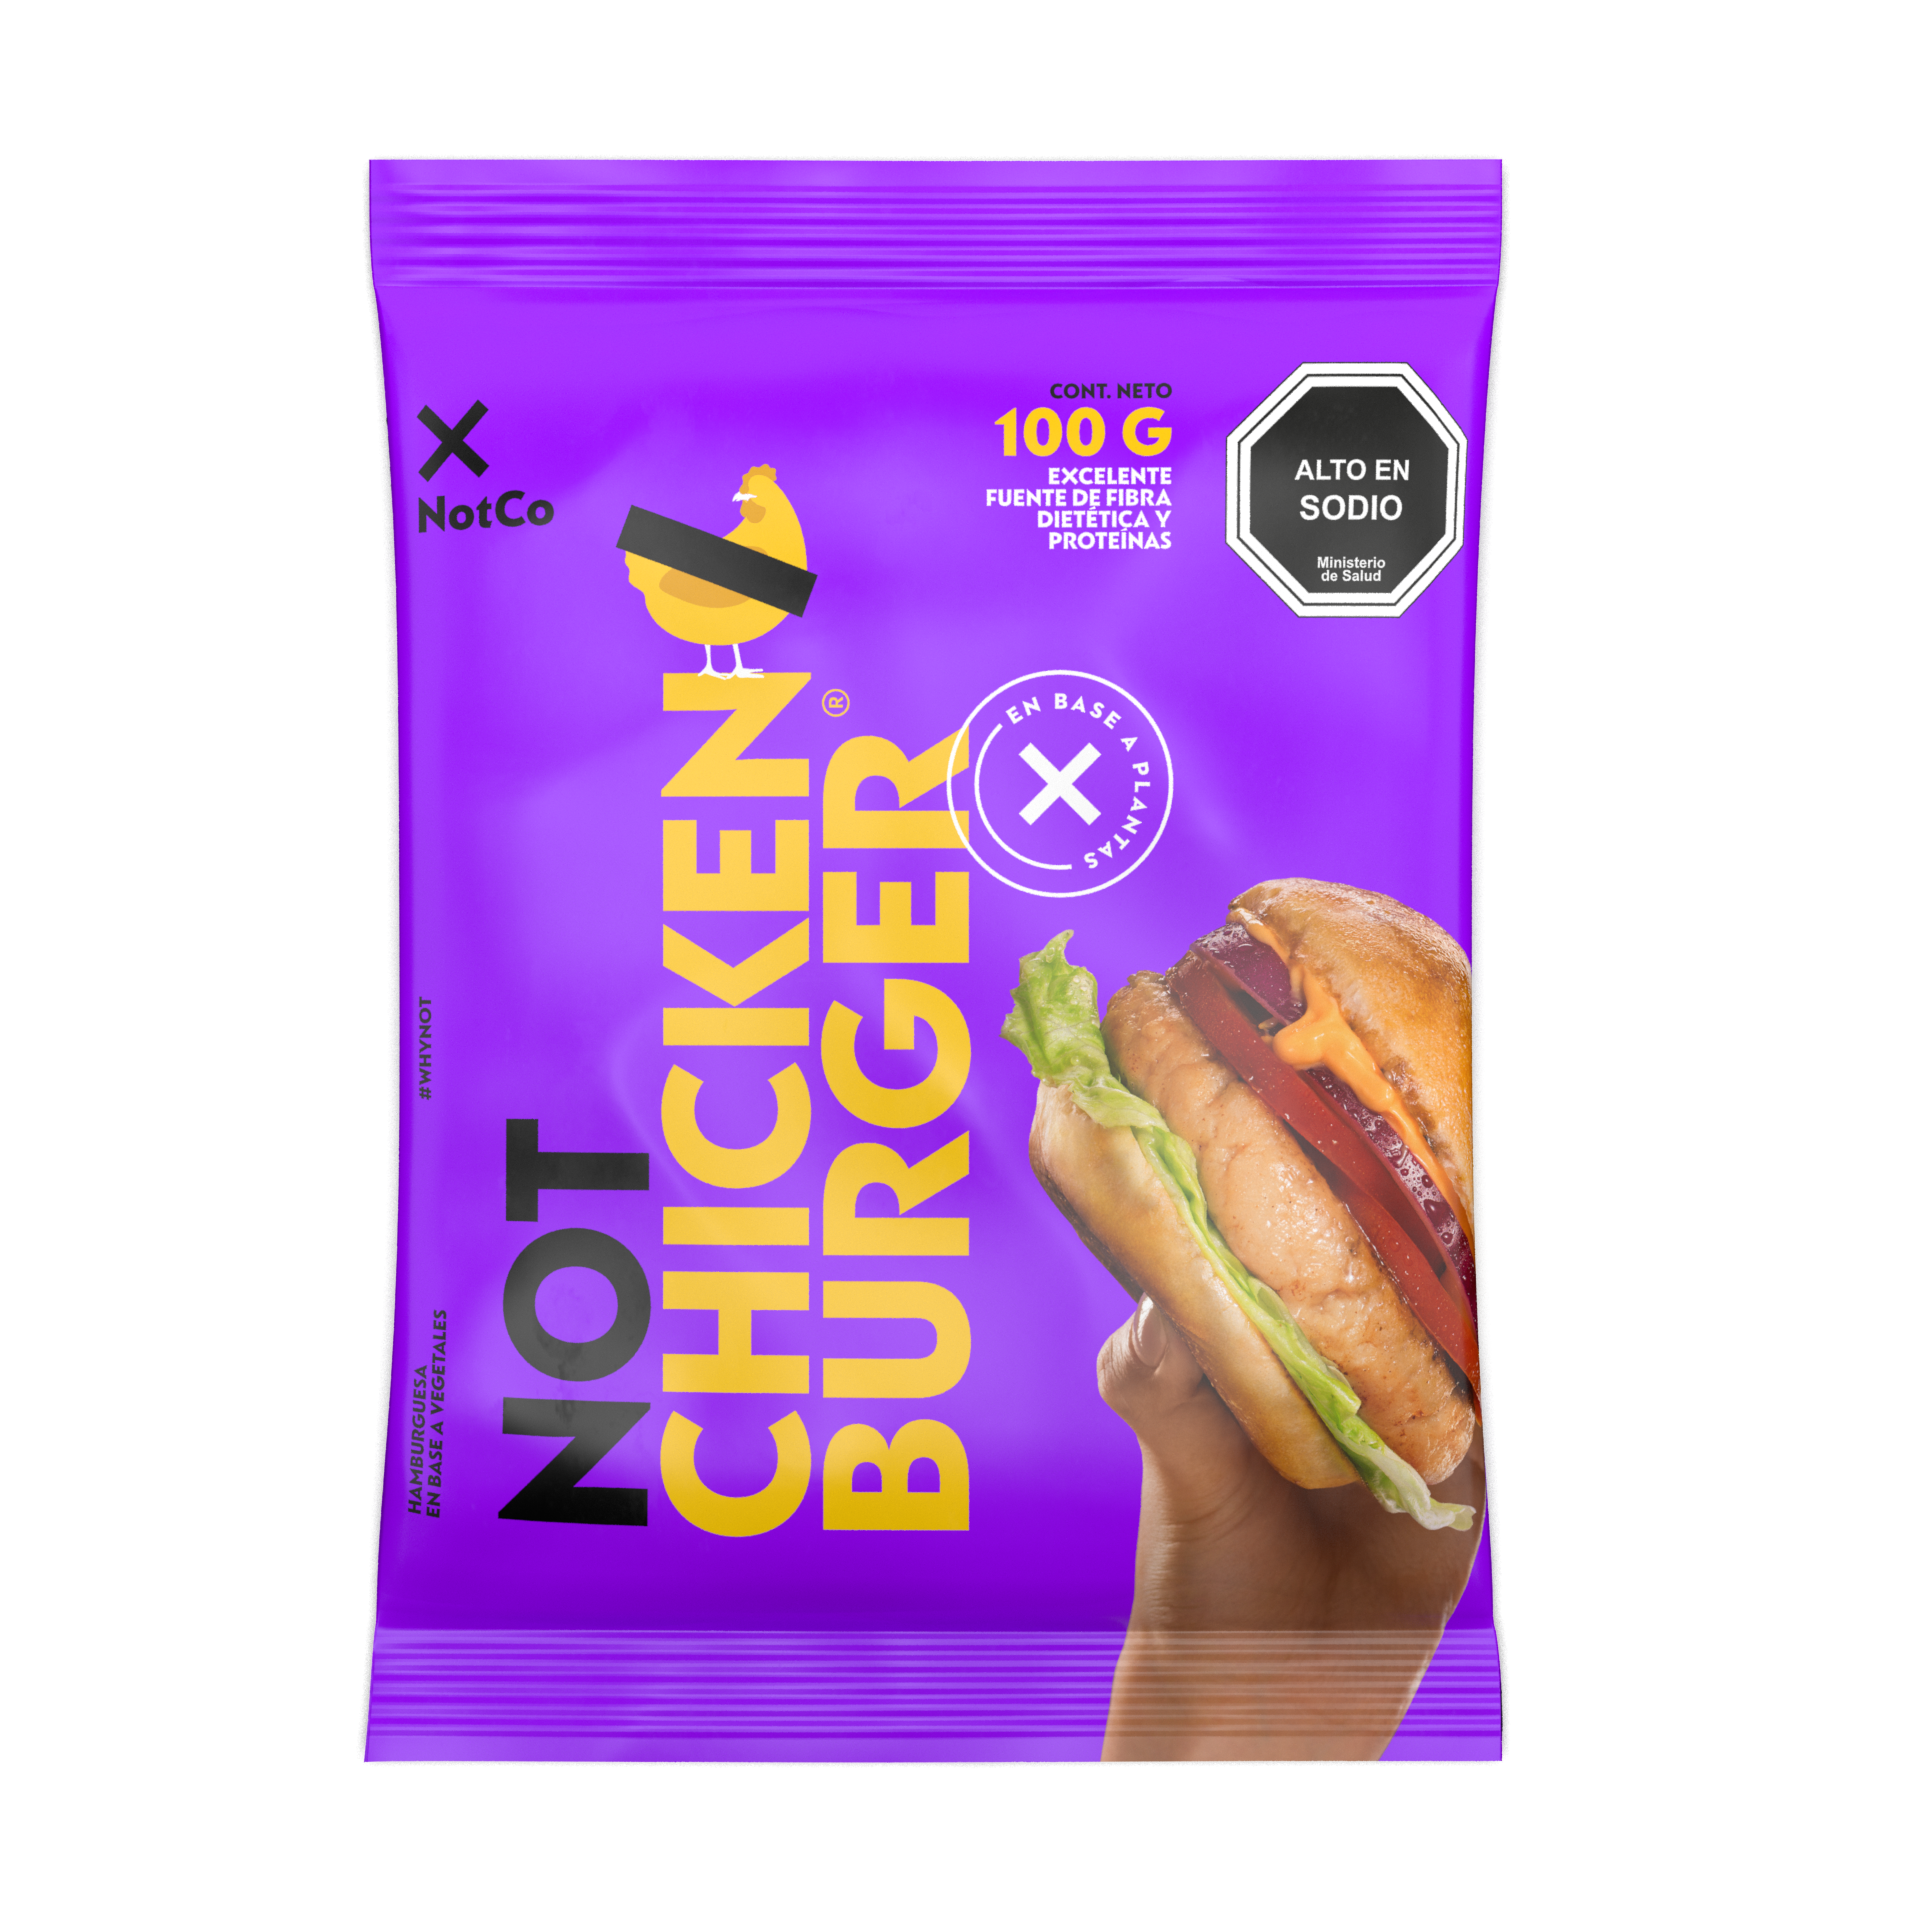 NotCo
CONT. NETO
100 G
EXCELENTE
FUENTE DE FIBRA
DIETÉTICA Y
PROTEÍNAS
ALTO EN
SODIO
Ministerio
de Salud
EN BASE A PLANTAS
NOT
CHICKEN
BURGER®
#WHYNOT
HAMBURGUESA
EN BASE A VEGETALES